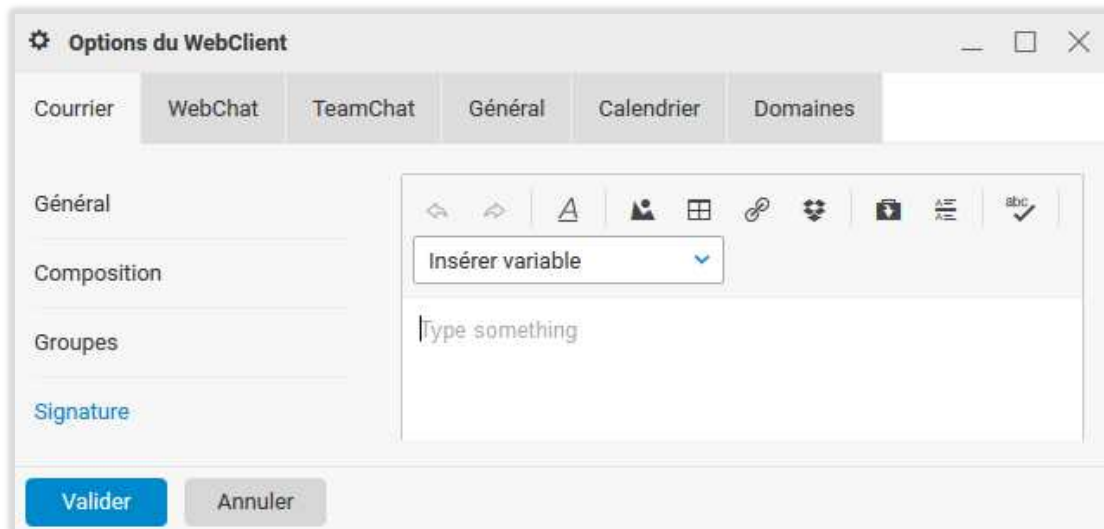 Options du WebClient
Courrier WebChat TeamChat Général Calendrier Domaines
Général
Composition
Groupes
Signature
A abc
Insérer variable
Type something
Valider Annuler